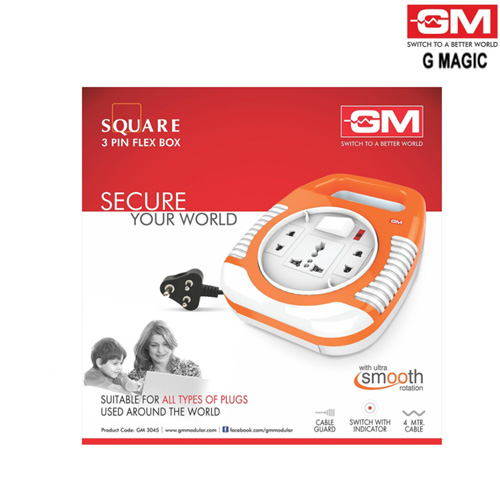 GM
SWITCH TO A BETTER WORLD
G MAGIC
SQUARE
3 PIN FLEX BOX
GM
SWITCH TO A BETTER WORLD
SECURE
YOUR WORLD
GM
with ultra
smooth
rotation
SUITABLE FOR ALL TYPES OF PLUGS
USED AROUND THE WORLD
CABLE
GUARD
SWITCH WITH
INDICATOR
4 MTR.
CABLE
Product Code: GM 3045 | www.gmmodular.com | facebook.com/gmmodular